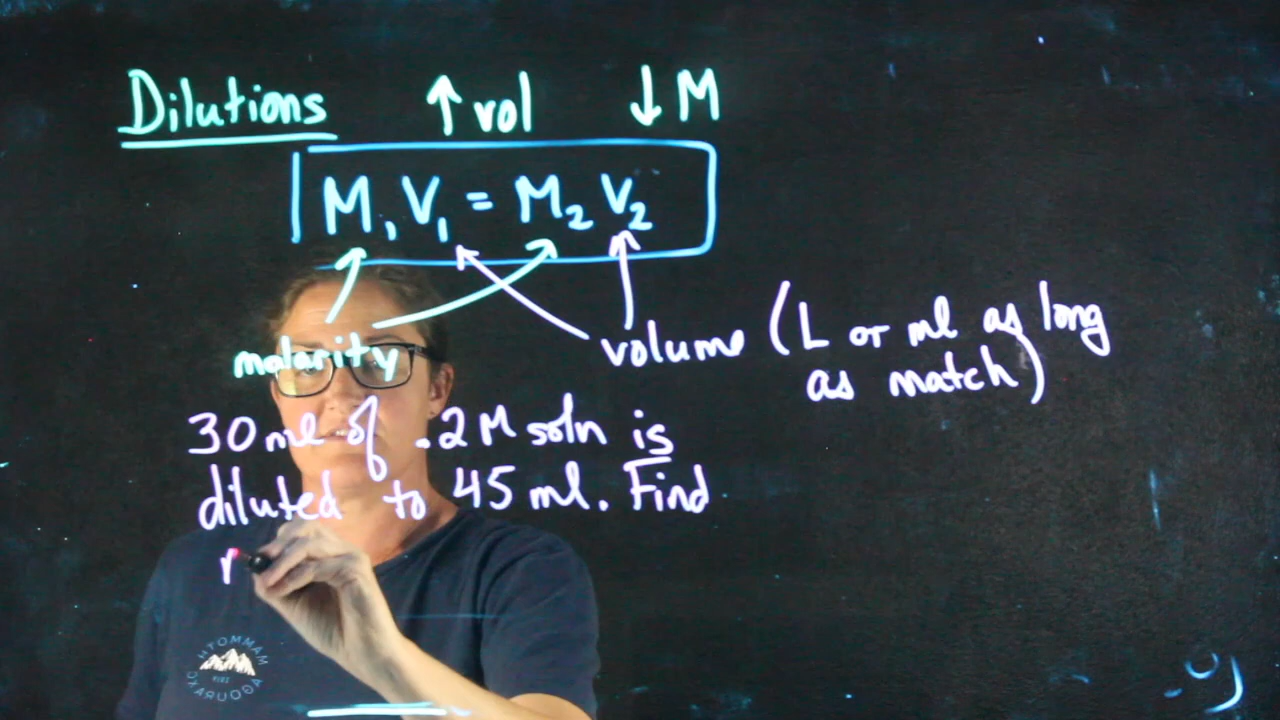 Dilutions ↑ vol ↓ M
M₁V₁ = M₂V₂
molarity volume (L or ml as long
as match)
30 ml of .2 M soln is
diluted to 45 ml. Find
MAMMOTH